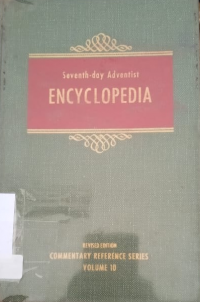 Seventh-day Adventist
ENCYCLOPEDIA
REVISED EDITION
COMMENTARY REFERENCE SERIES
VOLUME 10